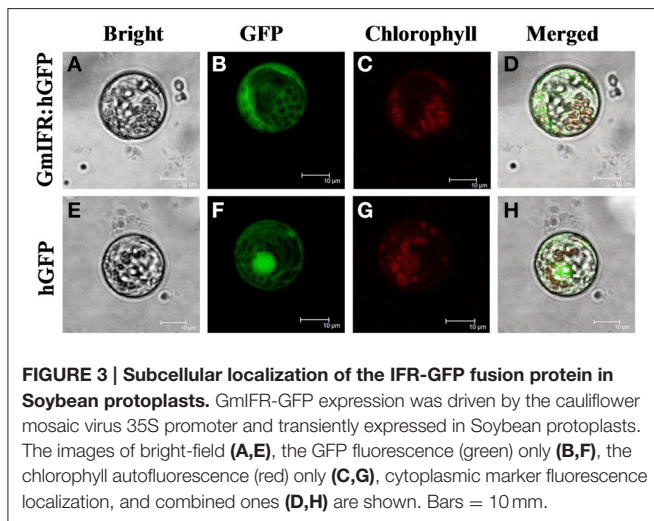 Bright GFP Chlorophyll Merged
GmIFR:hGFP
A B C D
10 μm 10 μm 10 μm
hGFP
E F G H
10 μm 10 μm 10 μm 10 μm
FIGURE 3 | Subcellular localization of the IFR-GFP fusion protein in
Soybean protoplasts. GmIFR-GFP expression was driven by the cauliflower
mosaic virus 35S promoter and transiently expressed in Soybean protoplasts.
The images of bright-field (A,E), the GFP fluorescence (green) only (B,F), the
chlorophyll autofluorescence (red) only (C,G), cytoplasmic marker fluorescence
localization, and combined ones (D,H) are shown. Bars = 10 mm.